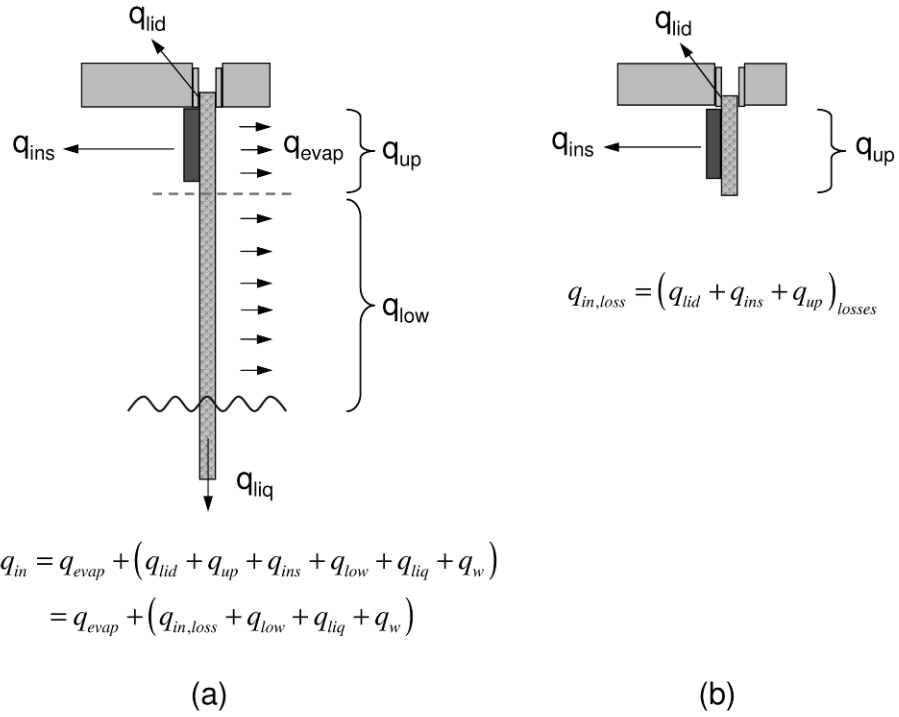 q_lid
q_ins
q_evap
q_up
q_low
q_liq
q_in = q_evap + (q_lid + q_up + q_ins + q_low + q_liq + q_w)
= q_evap + (q_in,loss + q_low + q_liq + q_w)
(a)
q_lid
q_ins
q_up
q_in,loss = (q_lid + q_ins + q_up)_losses
(b)